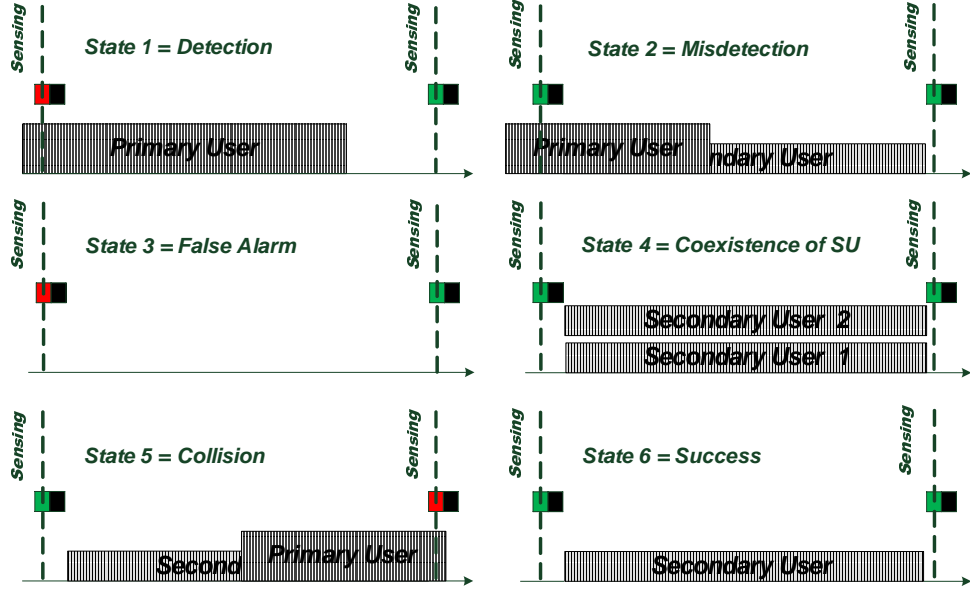 Sensing
State 1 = Detection
Sensing
Primary User
Sensing
State 2 = Misdetection
Sensing
Primary User
ndary User
Sensing
State 3 = False Alarm
Sensing
Sensing
State 4 = Coexistence of SU
Sensing
Secondary User 2
Secondary User 1
Sensing
State 5 = Collision
Sensing
Second
Primary User
Sensing
State 6 = Success
Sensing
Secondary User